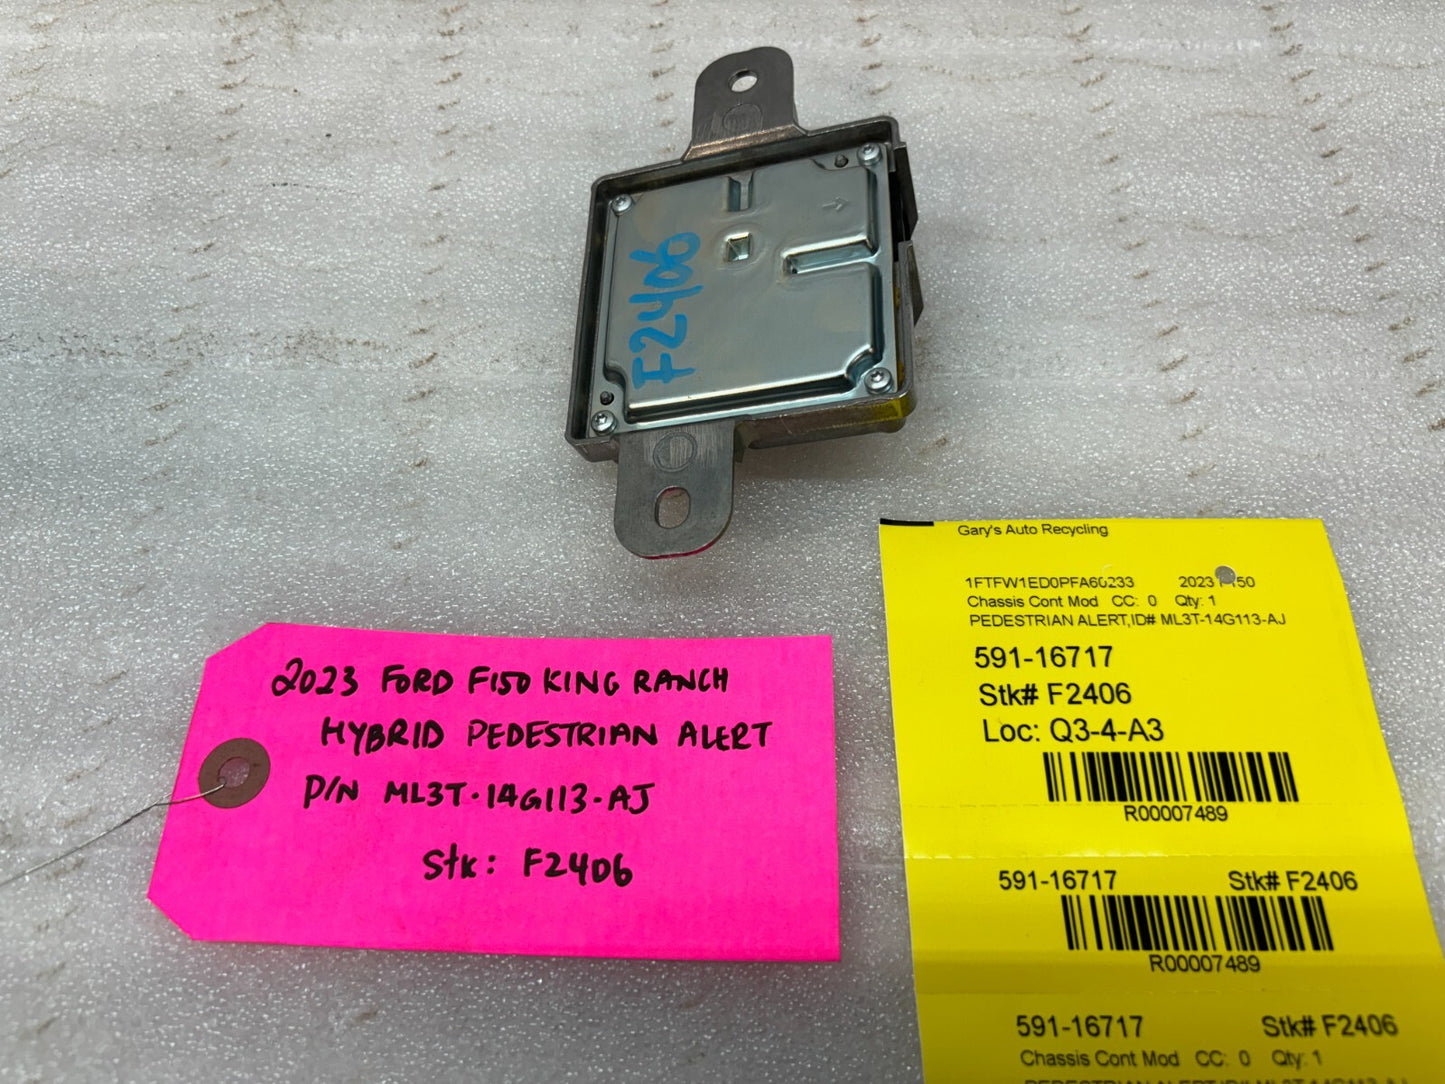 F2406
2023 FORD F150 KING RANCH
HYBRID PEDESTRIAN ALERT
P/N ML3T-14G113-AJ
Stk: F2406
Gary's Auto Recycling
1FTFW1ED0PFA60233 2023 F150
Chassis Cont Mod CC: 0 Qty: 1
PEDESTRIAN ALERT,ID# ML3T-14G113-AJ
591-16717
Stk# F2406
Loc: Q3-4-A3
R00007489
591-16717 Stk# F2406
R00007489
591-16717 Stk# F2406
Chassis Cont Mod CC: 0 Qty: 1